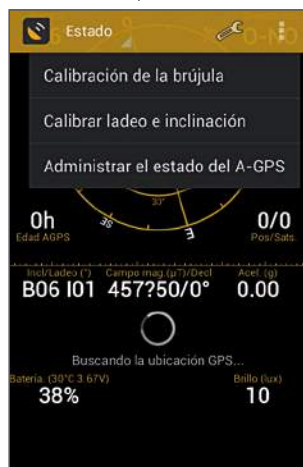 Estado
O-NO
Calibración de la brújula
Calibrar ladeo e inclinación
Administrar el estado del A-GPS
30°
SE
E
0h
Edad AGPS
0/0
Pos/Sats.
Incl/Ladeo (°) Campo mag.(µT)/Decl Acel. (g)
B06 I01 457?50/0° 0.00
Buscando la ubicación GPS...
Batería. (30°C 3.67V) Brillo (lux)
38% 10